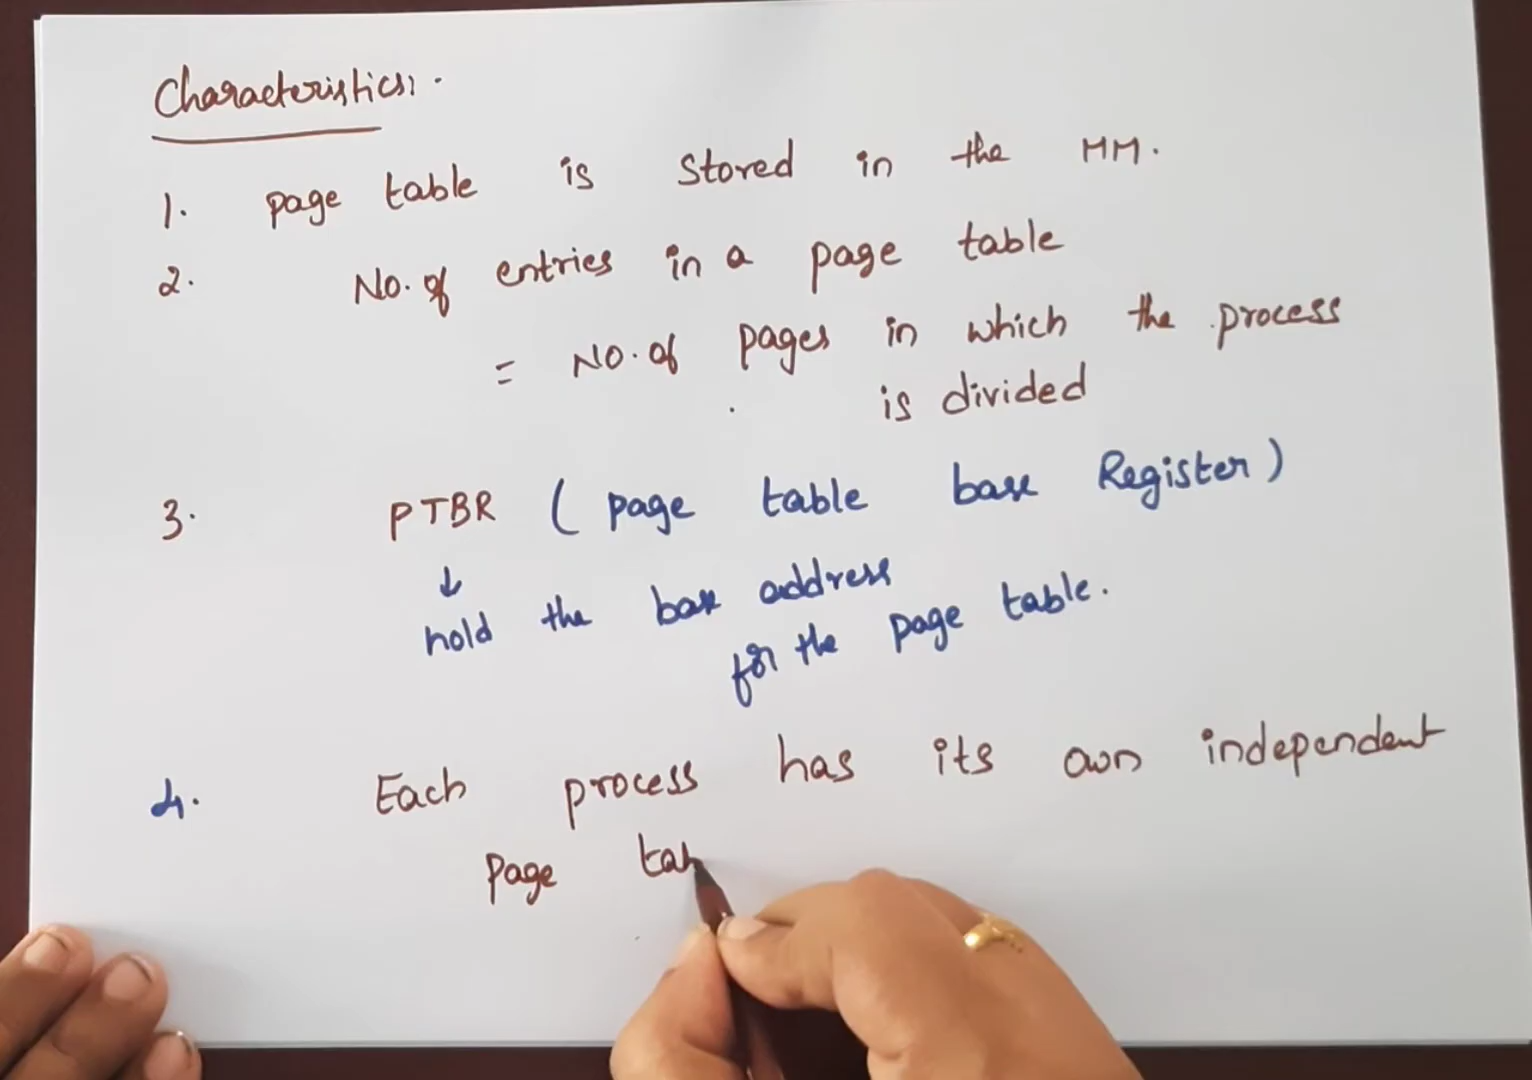 Characteristics:-
1. page table is stored in the MM.
2. No. of entries in a page table
= No. of pages in which the process
is divided
3. PTBR ( page table base Register )
↓
hold the base address
for the page table.
4. Each process has its own independent
page tab